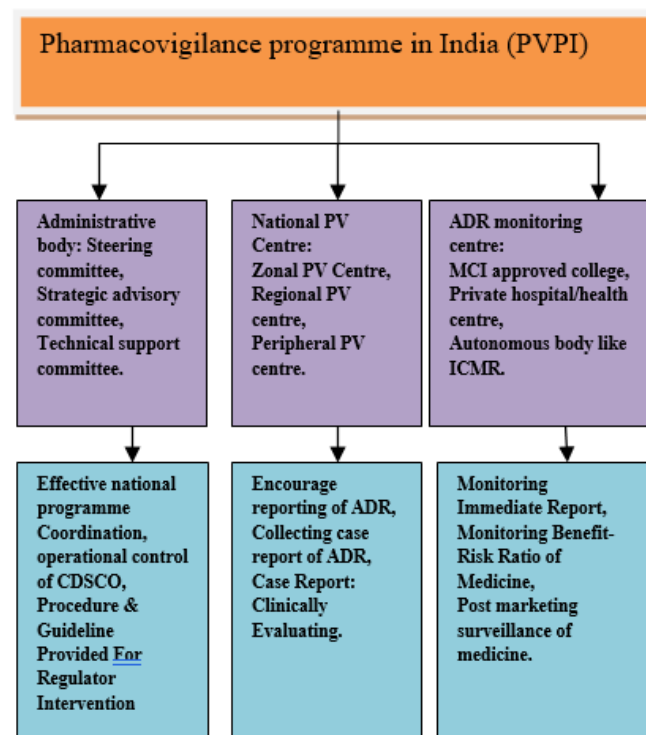 Pharmacovigilance programme in India (PVPI)
Administrative
body: Steering
committee,
Strategic advisory
committee,
Technical support
committee.
National PV
Centre:
Zonal PV Centre,
Regional PV
centre,
Peripheral PV
centre.
ADR monitoring
centre:
MCI approved college,
Private hospital/health
centre,
Autonomous body like
ICMR.
Effective national
programme
Coordination,
operational control
of CDSCO,
Procedure &
Guideline
Provided For
Regulator
Intervention
Encourage
reporting of ADR,
Collecting case
report of ADR,
Case Report:
Clinically
Evaluating.
Monitoring
Immediate Report,
Monitoring Benefit-
Risk Ratio of
Medicine,
Post marketing
surveillance of
medicine.